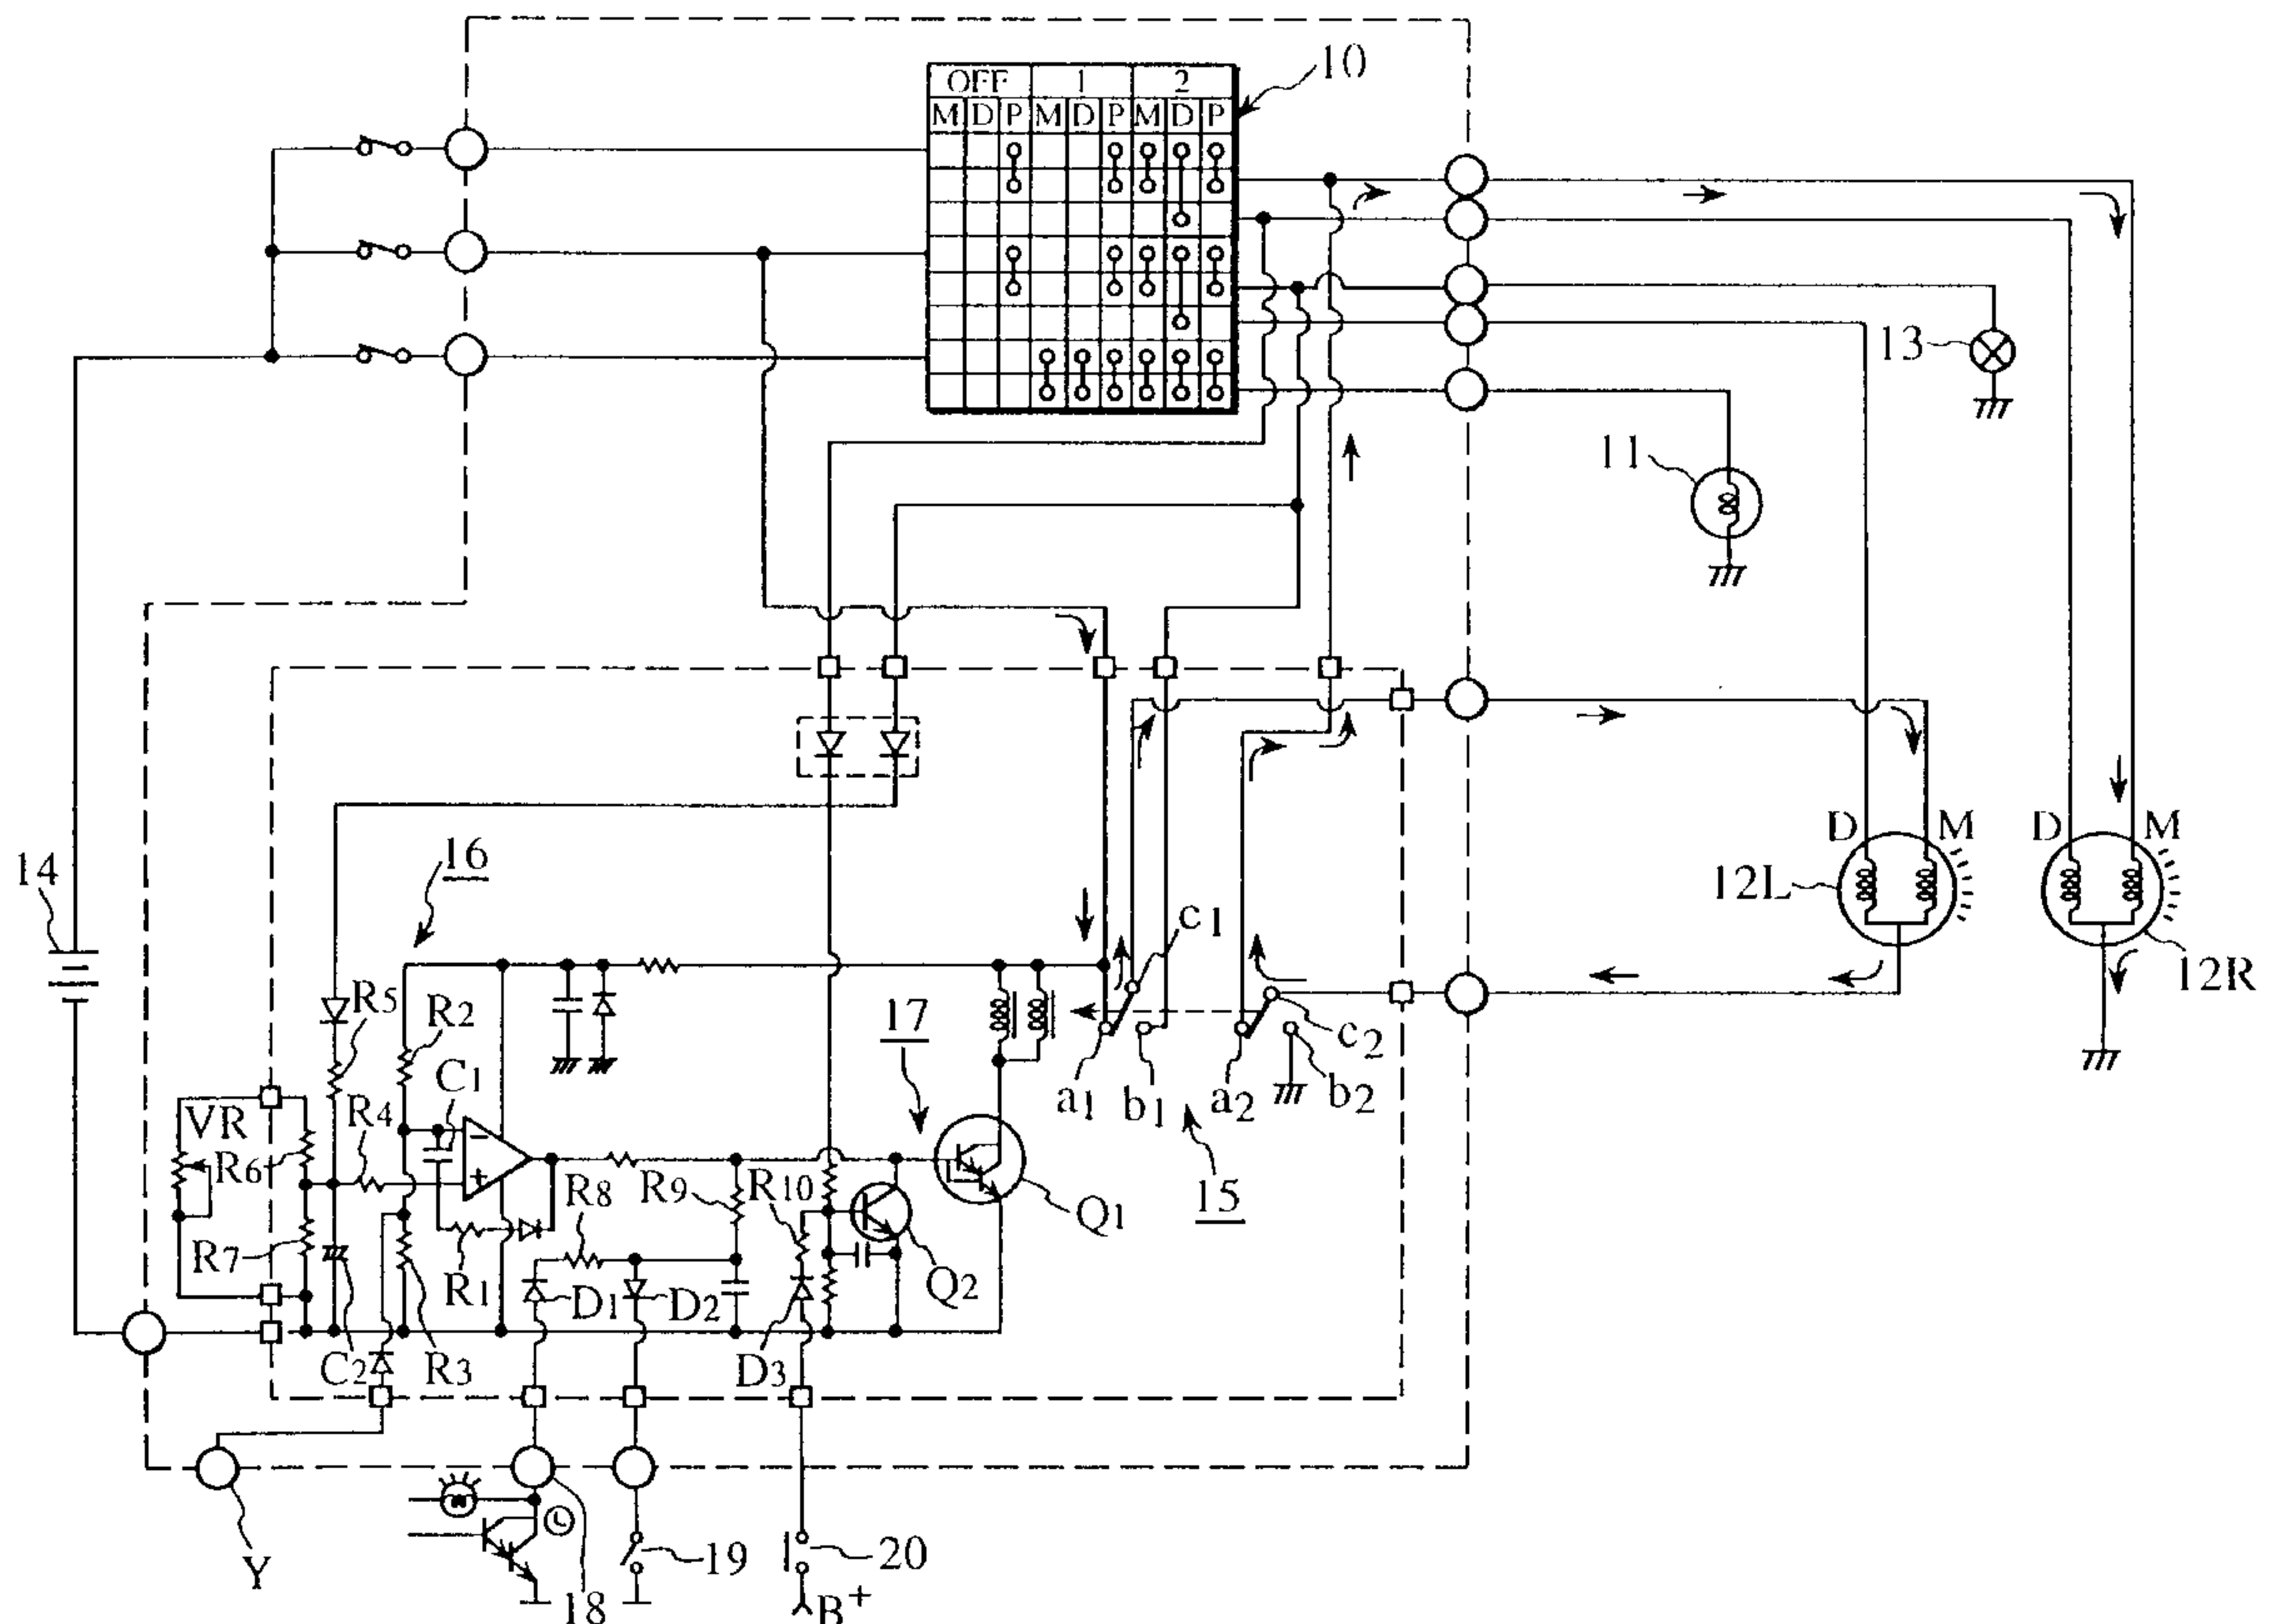 10
OFF 1 2
M D P M D P M D P
13
11
14
16
D M D M
12L
12R
c1
R5
R2
17
C1
c2
a1 b1 a2 b2
VR
R4
R6
R8 R9 R10
15
Q1
R7
R1
D1 D2
Q2
C2
R3
D3
Y
18
19
20
B+